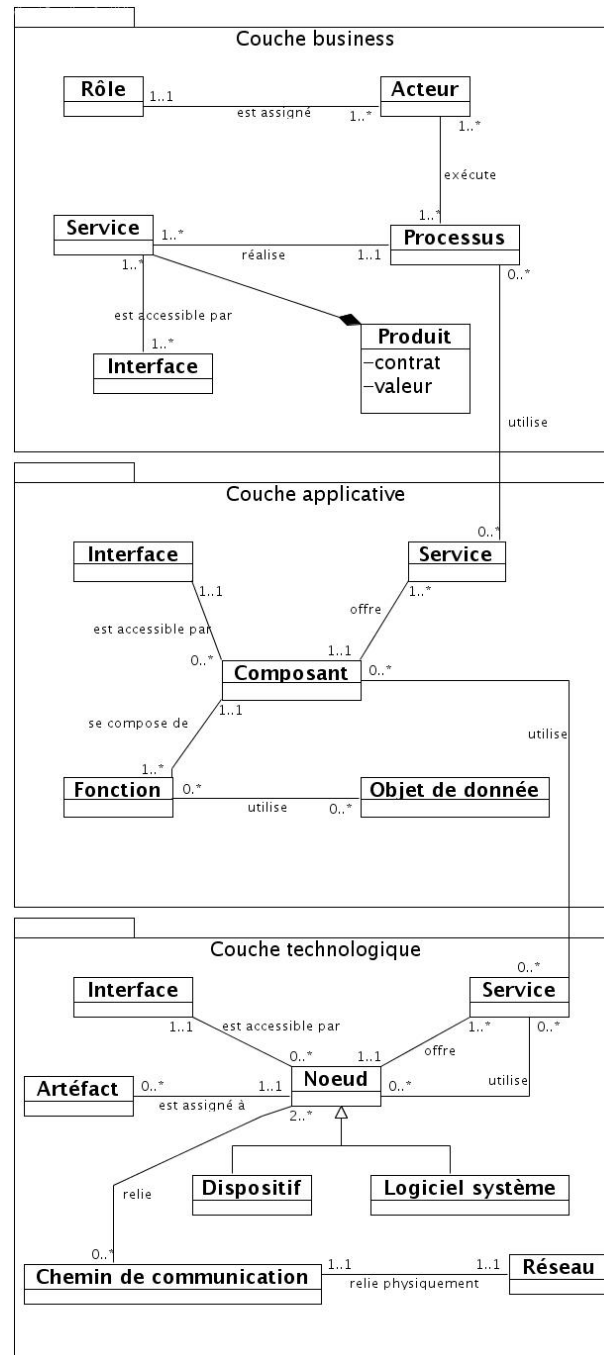 Couche business
Rôle
1..1
est assigné
1..*
Acteur
1..*
exécute
1..*
Service
1..*
réalise
1..1
Processus
1..*
0..*
est accessible par
1..*
Interface
Produit
−contrat
−valeur
utilise
Couche applicative
0..*
Interface
Service
1..1
1..*
est accessible par
offre
0..*
1..1
Composant
0..*
1..1
se compose de
utilise
1..*
Fonction
0.*
utilise
0..*
Objet de donnée
Couche technologique
0..*
Interface
Service
1..1
est accessible par
1..*
0..*
offre
0..*
1..1
Noeud
0..*
utilise
Artéfact
0..*
est assigné à
1..1
2..*
relie
Dispositif
Logiciel système
0..*
Chemin de communication
1..1
relie physiquement
1..1
Réseau